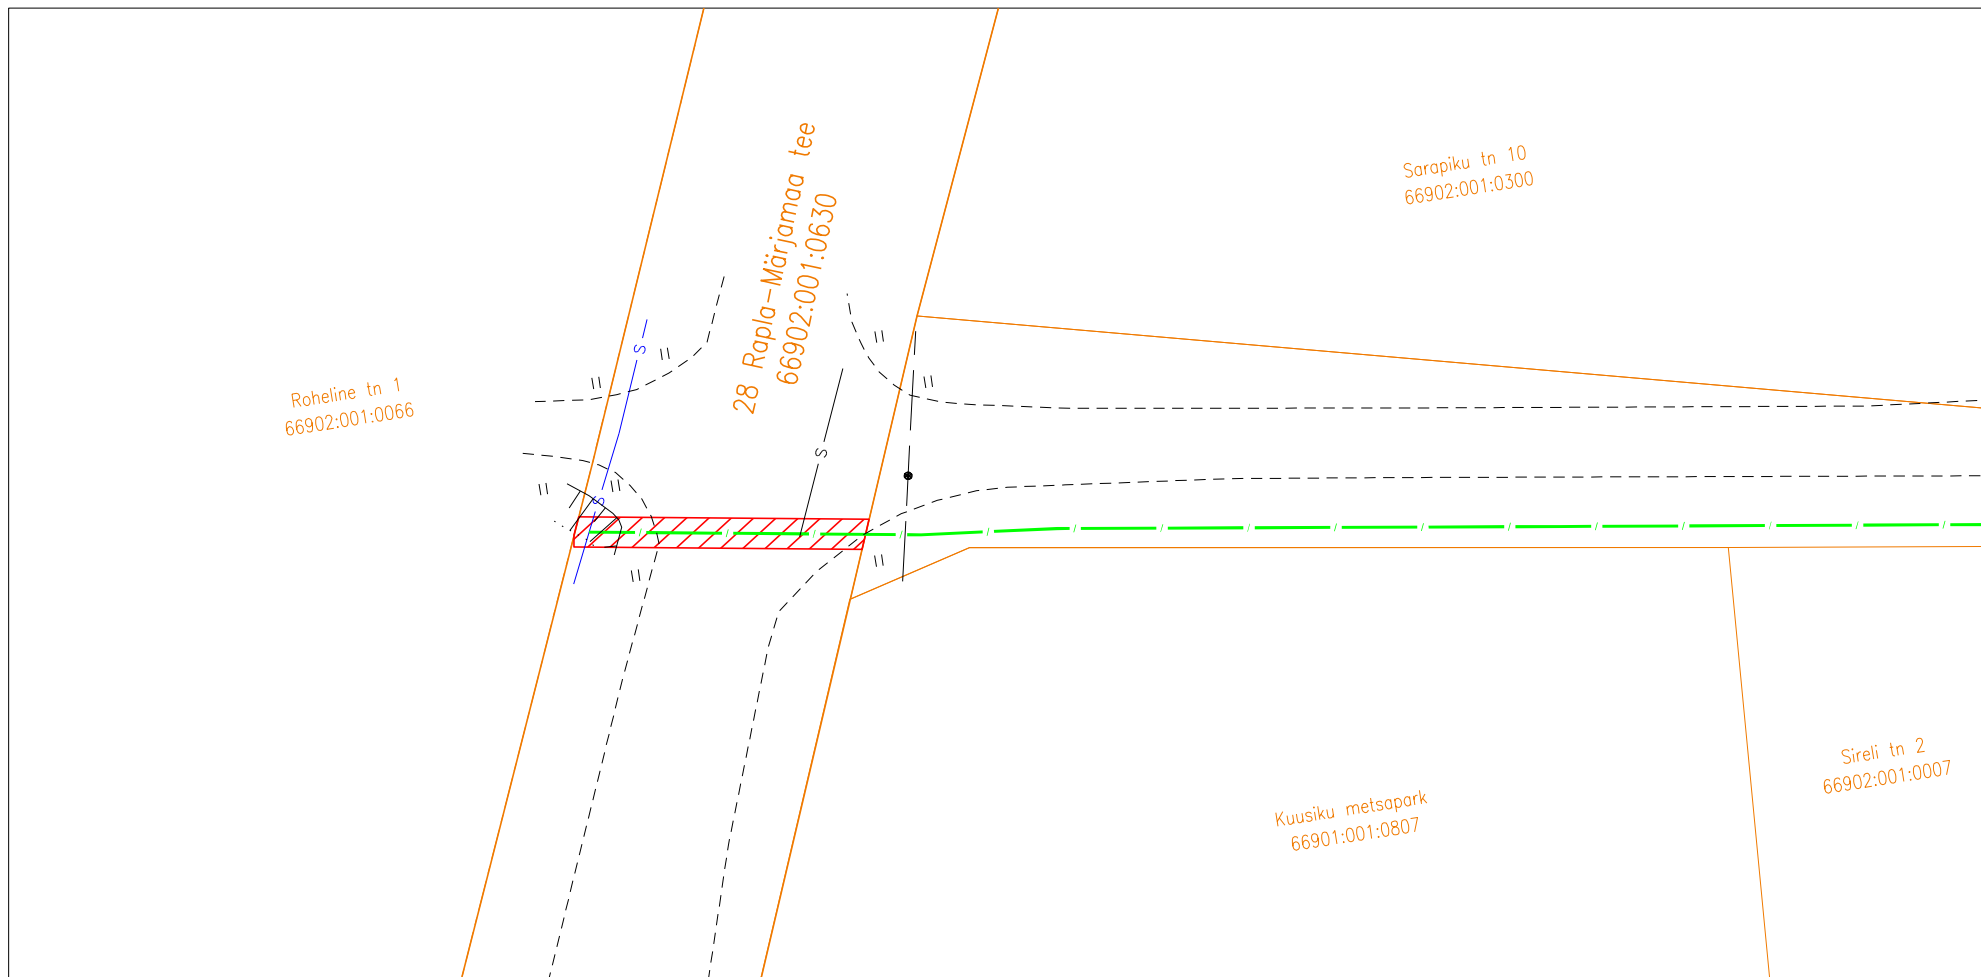 28 Rapla-Märjamaa tee
66902:001:0630
Sarapiku tn 10
66902:001:0300
Roheline tn 1
66902:001:0066
S
S
S
Sireli tn 2
66902:001:0007
Kuusiku metsapark
66901:001:0807